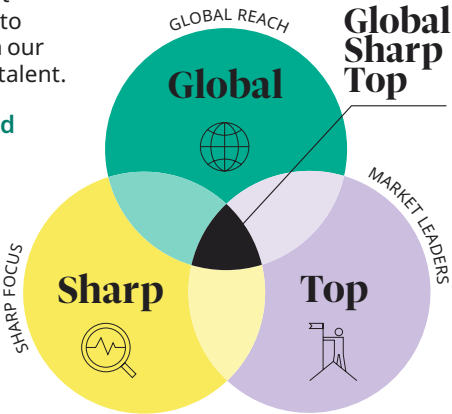 to
our
talent.
d
GLOBAL REACH
Global
Sharp
Top
Global
MARKET LEADERS
SHARP FOCUS
Sharp
Top